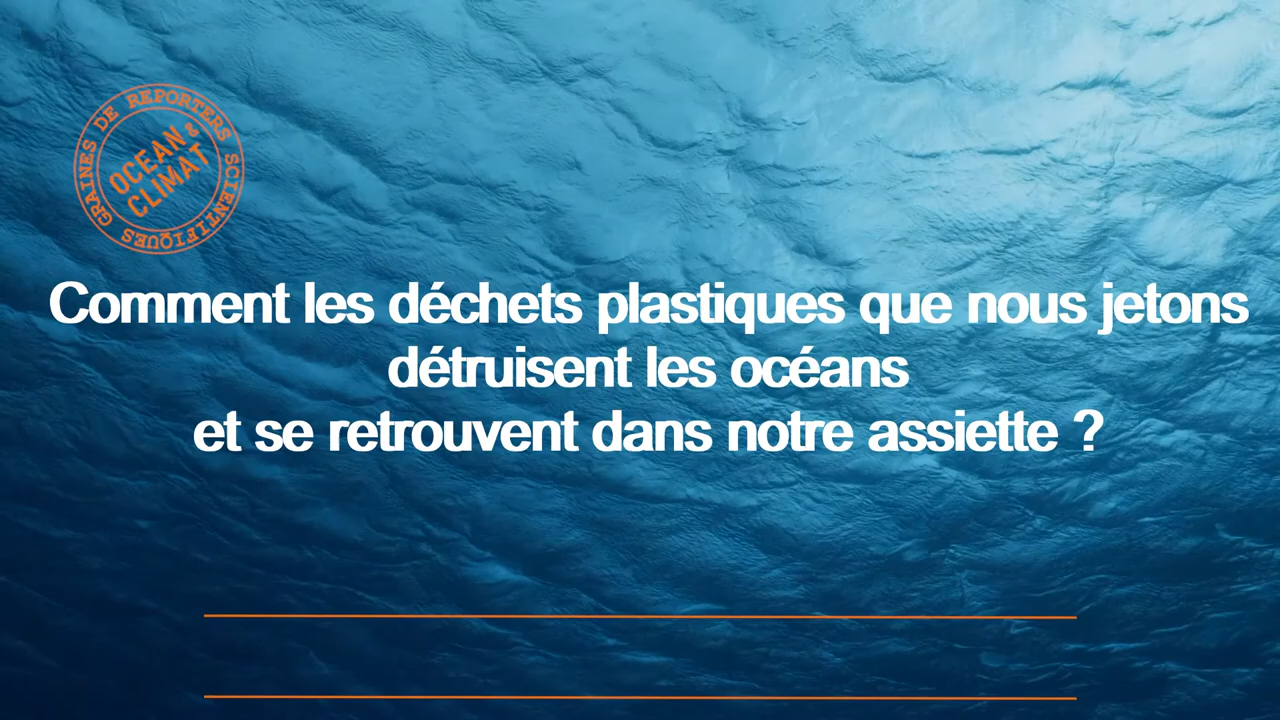 GRAINES DE REPORTERS SCIENTIFIQUES
OCEAN &
CLIMAT
Comment les déchets plastiques que nous jetons
détruisent les océans
et se retrouvent dans notre assiette ?